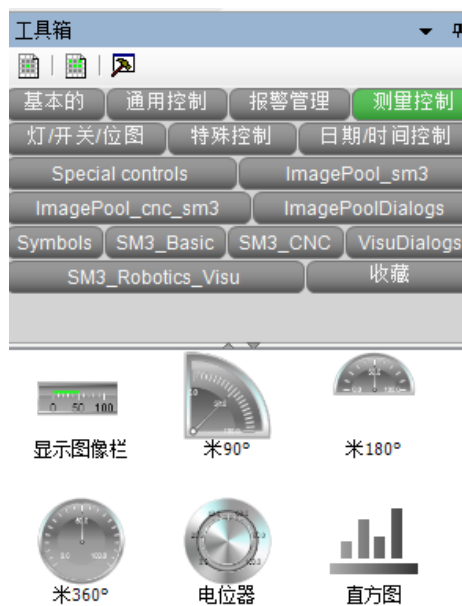 工具箱
基本的 通用控制 报警管理 测里控制
灯/开关/位图 特殊控制 日期/时间控制
Special controls ImagePool_sm3
ImagePool_cnc_sm3 ImagePoolDialogs
Symbols SM3_Basic SM3_CNC VisuDialogs
SM3_Robotics_Visu 收藏
0 50 100
显示图像栏 米90° 米180°
米360° 电位器 直方图